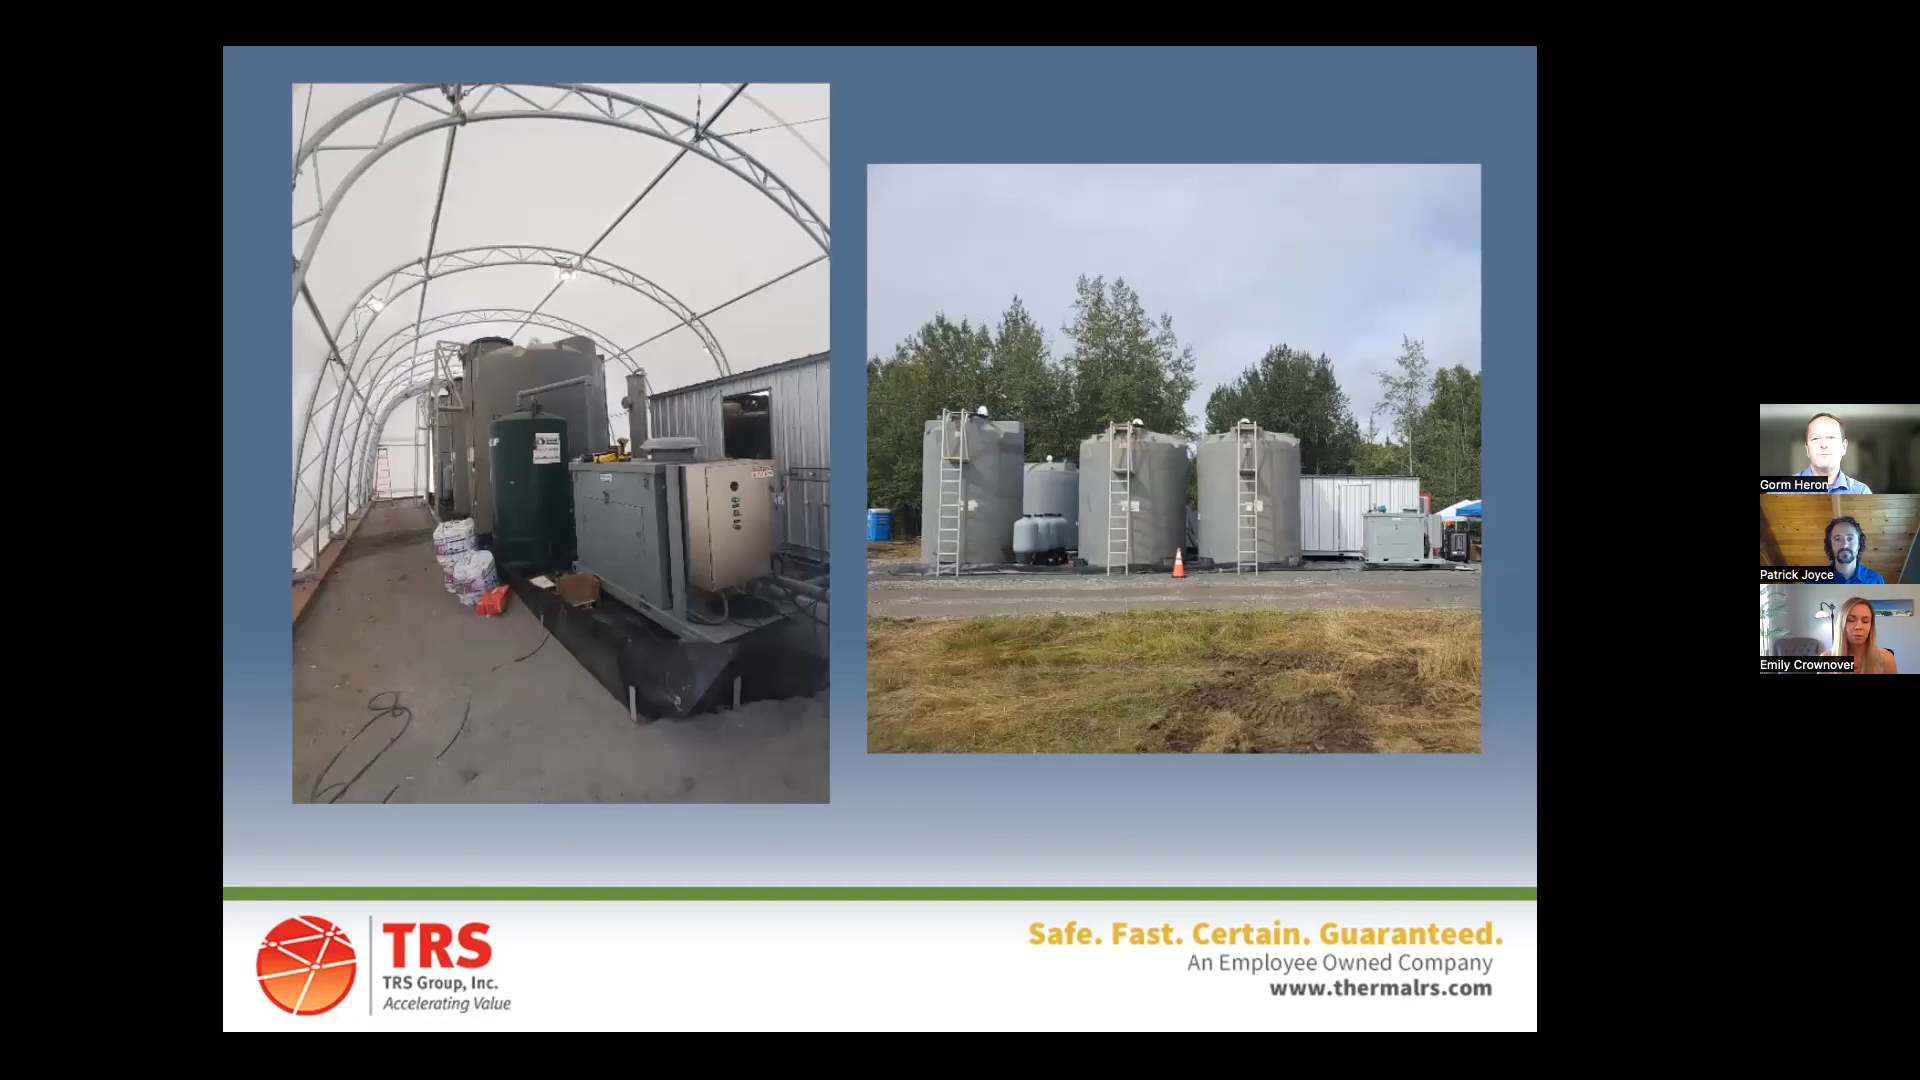 TRS
TRS Group, Inc.
Accelerating Value
Safe. Fast. Certain. Guaranteed.
An Employee Owned Company
www.thermalrs.com
Gorm Heron
Patrick Joyce
Emily Crownover